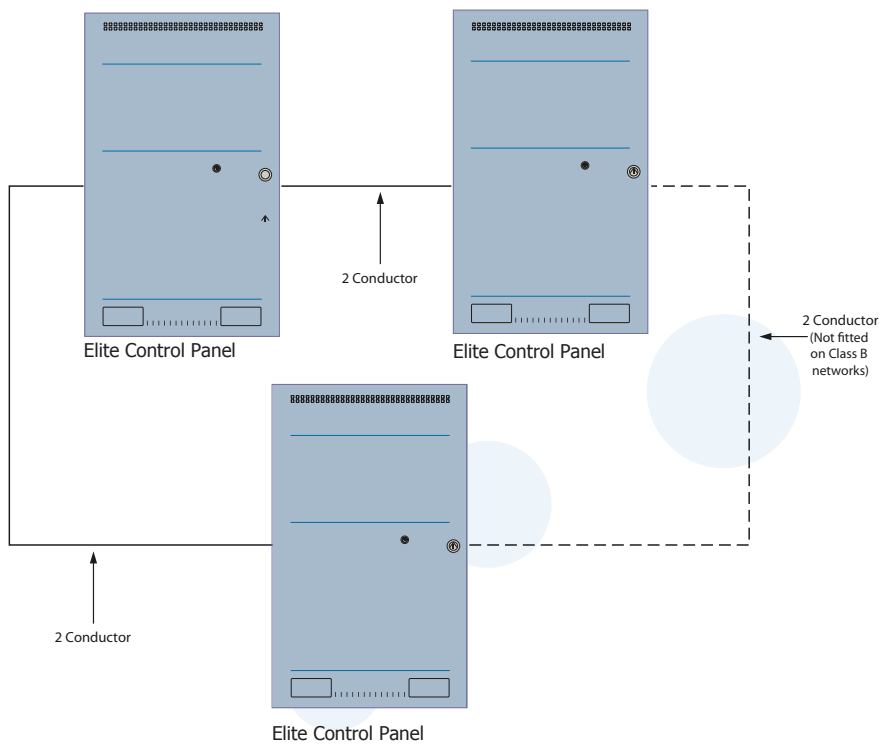 2 Conductor
2 Conductor
(Not fitted
on Class B
networks)
Elite Control Panel
Elite Control Panel
2 Conductor
Elite Control Panel